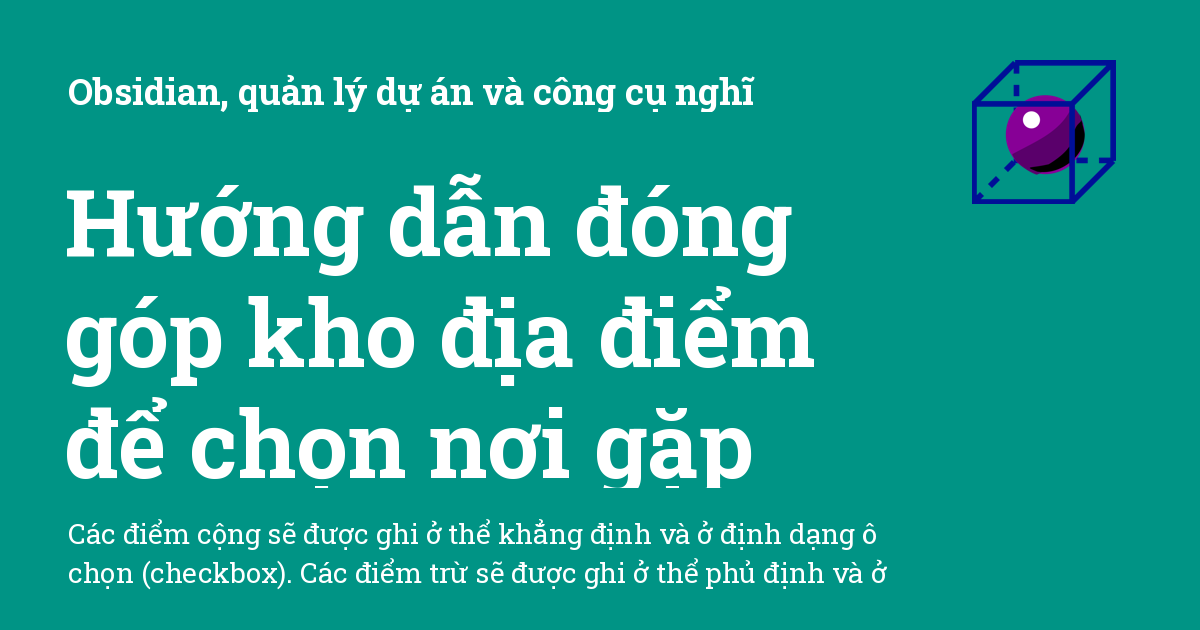 Obsidian, quản lý dự án và công cụ nghĩ
Hướng dẫn đóng
góp kho địa điểm
để chọn nơi gặp
Các điểm cộng sẽ được ghi ở thể khẳng định và ở định dạng ô
chọn (checkbox). Các điểm trừ sẽ được ghi ở thể phủ định và ở